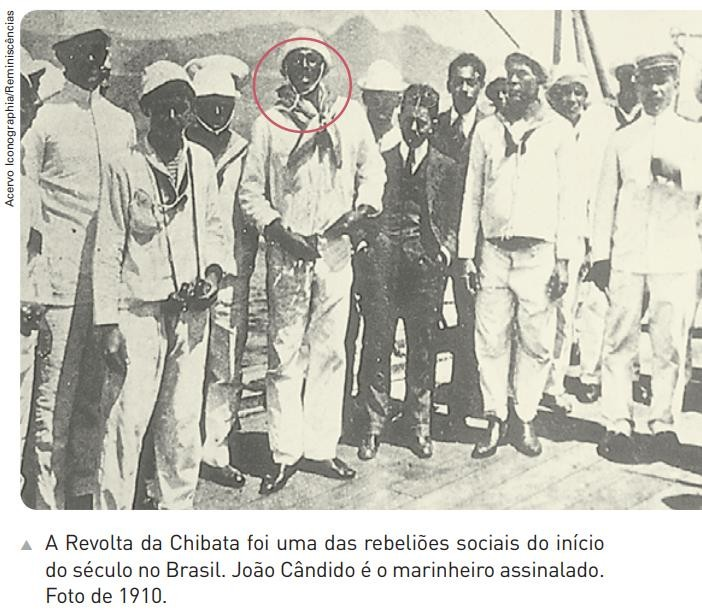 Acervo Iconographia/Reminiscências
▲ A Revolta da Chibata foi uma das rebeliões sociais do início
do século no Brasil. João Cândido é o marinheiro assinalado.
Foto de 1910.